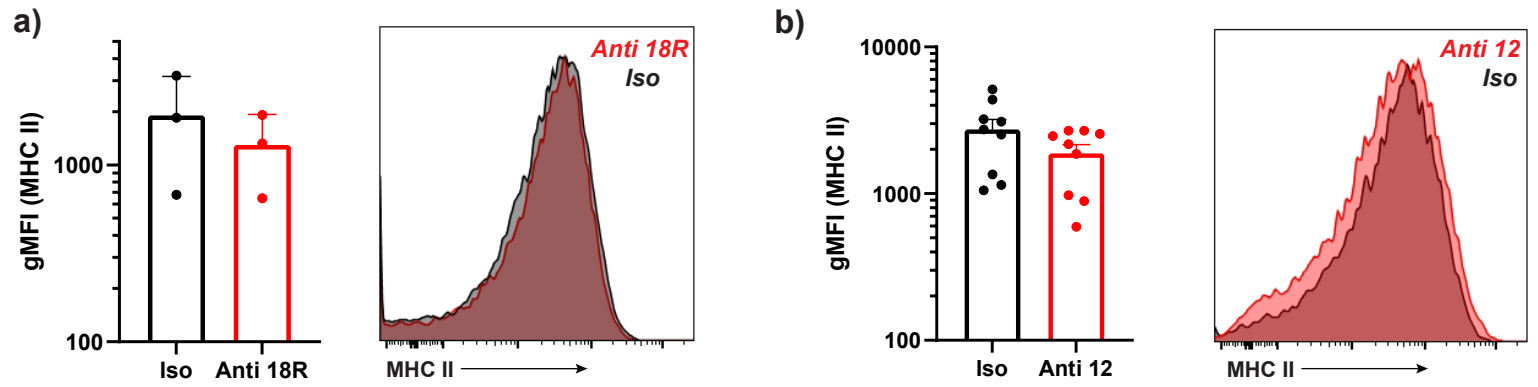 a)
gMFI (MHC II)
1000
100
Iso
Anti 18R
Anti 18R
Iso
MHC II
b)
gMFI (MHC II)
10000
1000
100
Iso
Anti 12
Anti 12
Iso
MHC II